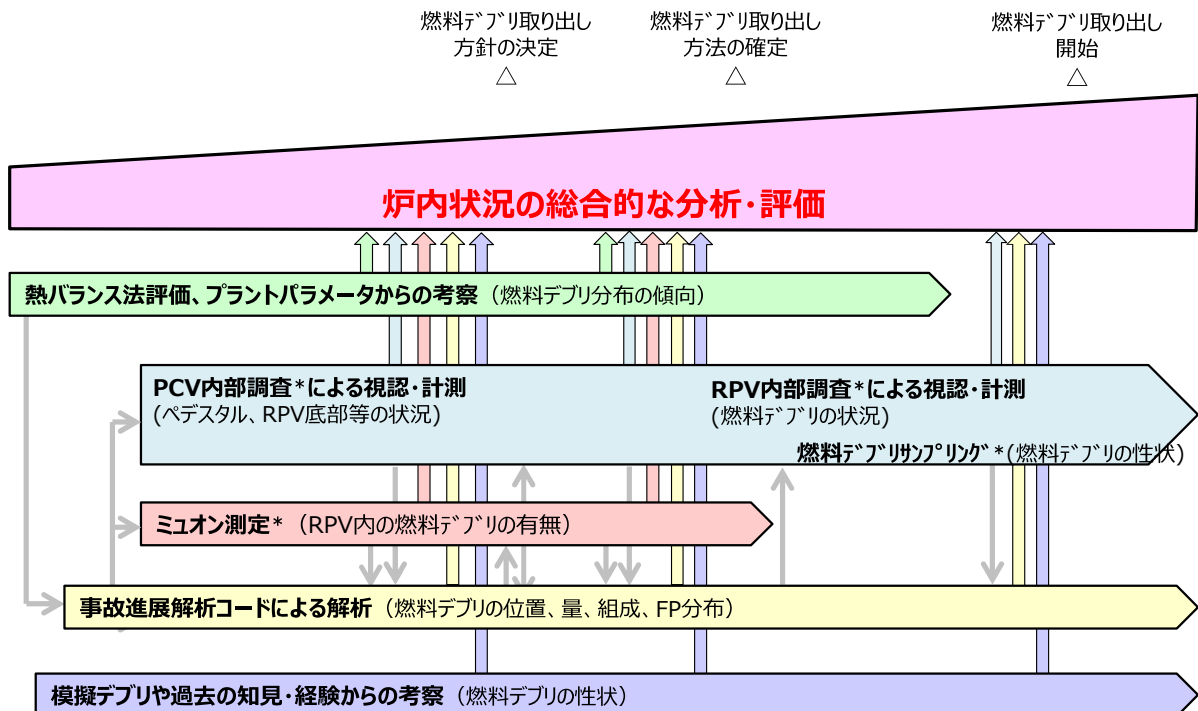 燃料ﾃﾞﾌﾞﾘ取り出し
方針の決定
△
燃料ﾃﾞﾌﾞﾘ取り出し
方法の確定
△
燃料ﾃﾞﾌﾞﾘ取り出し
開始
△
炉内状況の総合的な分析・評価
熱バランス法評価、プラントパラメータからの考察（燃料デブリ分布の傾向）
PCV内部調査*による視認・計測
(ペデスタル、RPV底部等の状況)
RPV内部調査*による視認・計測
(燃料ﾃﾞﾌﾞﾘの状況)
燃料ﾃﾞﾌﾞﾘｻﾝﾌﾟﾘﾝｸﾞ*(燃料ﾃﾞﾌﾞﾘの性状)
ミュオン測定*（RPV内の燃料ﾃﾞﾌﾞﾘの有無）
事故進展解析コードによる解析（燃料デブリの位置、量、組成、FP分布）
模擬デブリや過去の知見・経験からの考察（燃料デブリの性状）